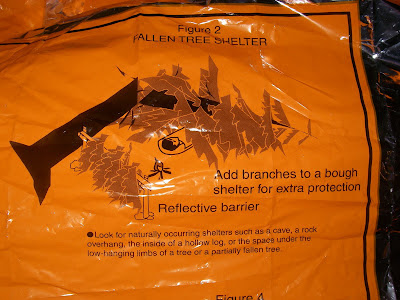 Figure 2
FALLEN TREE SHELTER
Add branches to a bough
shelter for extra protection
Reflective barrier
● Look for naturally occurring shelters such as a cave, a rock
overhang, the inside of a hollow log, or the space under the
low-hanging limbs of a tree or a partially fallen tree.
Figure 4